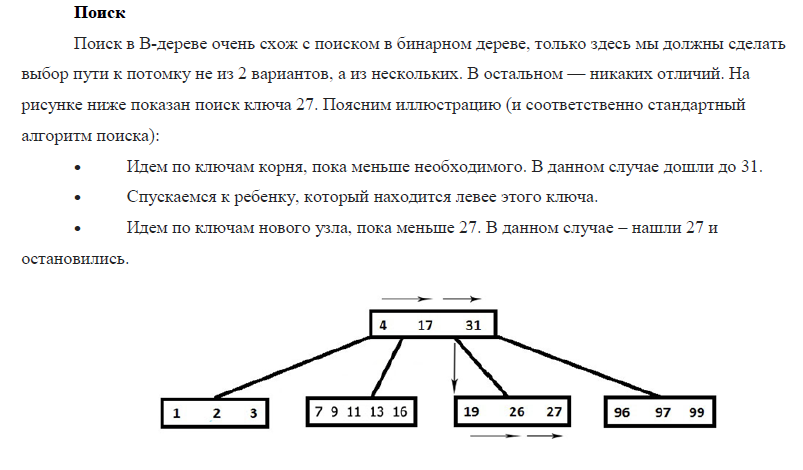 Поиск
Поиск в В-дереве очень схож с поиском в бинарном дереве, только здесь мы должны сделать
выбор пути к потомку не из 2 вариантов, а из нескольких. В остальном — никаких отличий. На
рисунке ниже показан поиск ключа 27. Поясним иллюстрацию (и соответственно стандартный
алгоритм поиска):
• Идем по ключам корня, пока меньше необходимого. В данном случае дошли до 31.
• Спускаемся к ребенку, который находится левее этого ключа.
• Идем по ключам нового узла, пока меньше 27. В данном случае – нашли 27 и
остановились.
4 17 31
1 2 3
7 9 11 13 16
19 26 27
96 97 99